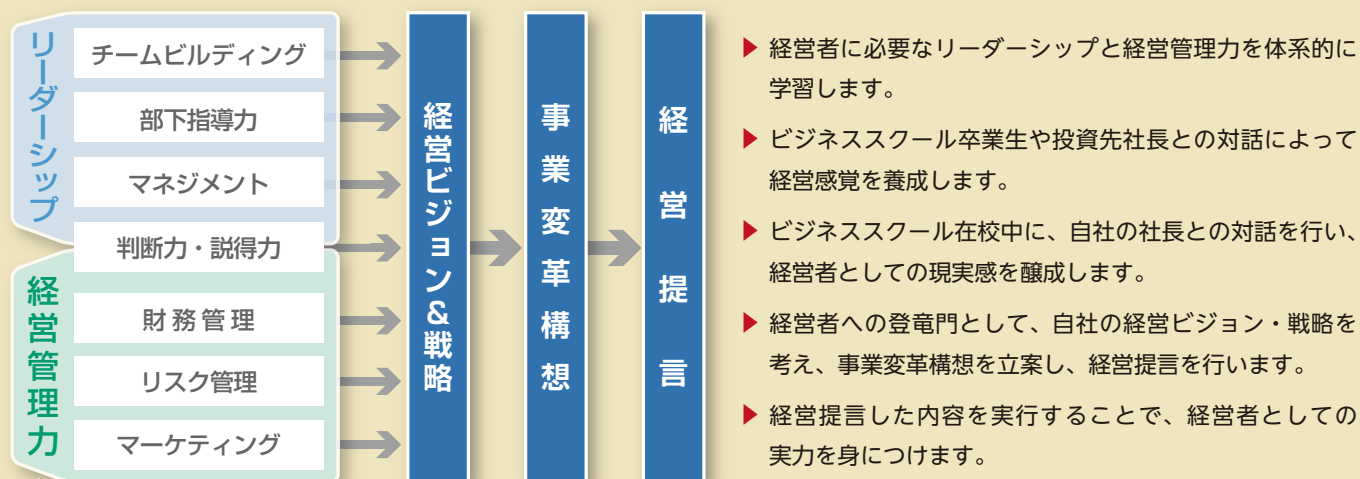 リーダーシップ
チームビルディング
部下指導力
マネジメント
判断力・説得力
経営管理力
財務管理
リスク管理
マーケティング
経営ビジョン&戦略
事業変革構想
経営提言
▶ 経営者に必要なリーダーシップと経営管理力を体系的に
学習します。
▶ ビジネススクール卒業生や投資先社長との対話によって
経営感覚を養成します。
▶ ビジネススクール在校中に、自社の社長との対話を行い、
経営者としての現実感を醸成します。
▶ 経営者への登竜門として、自社の経営ビジョン・戦略を
考え、事業変革構想を立案し、経営提言を行います。
▶ 経営提言した内容を実行することで、経営者としての
実力を身につけます。